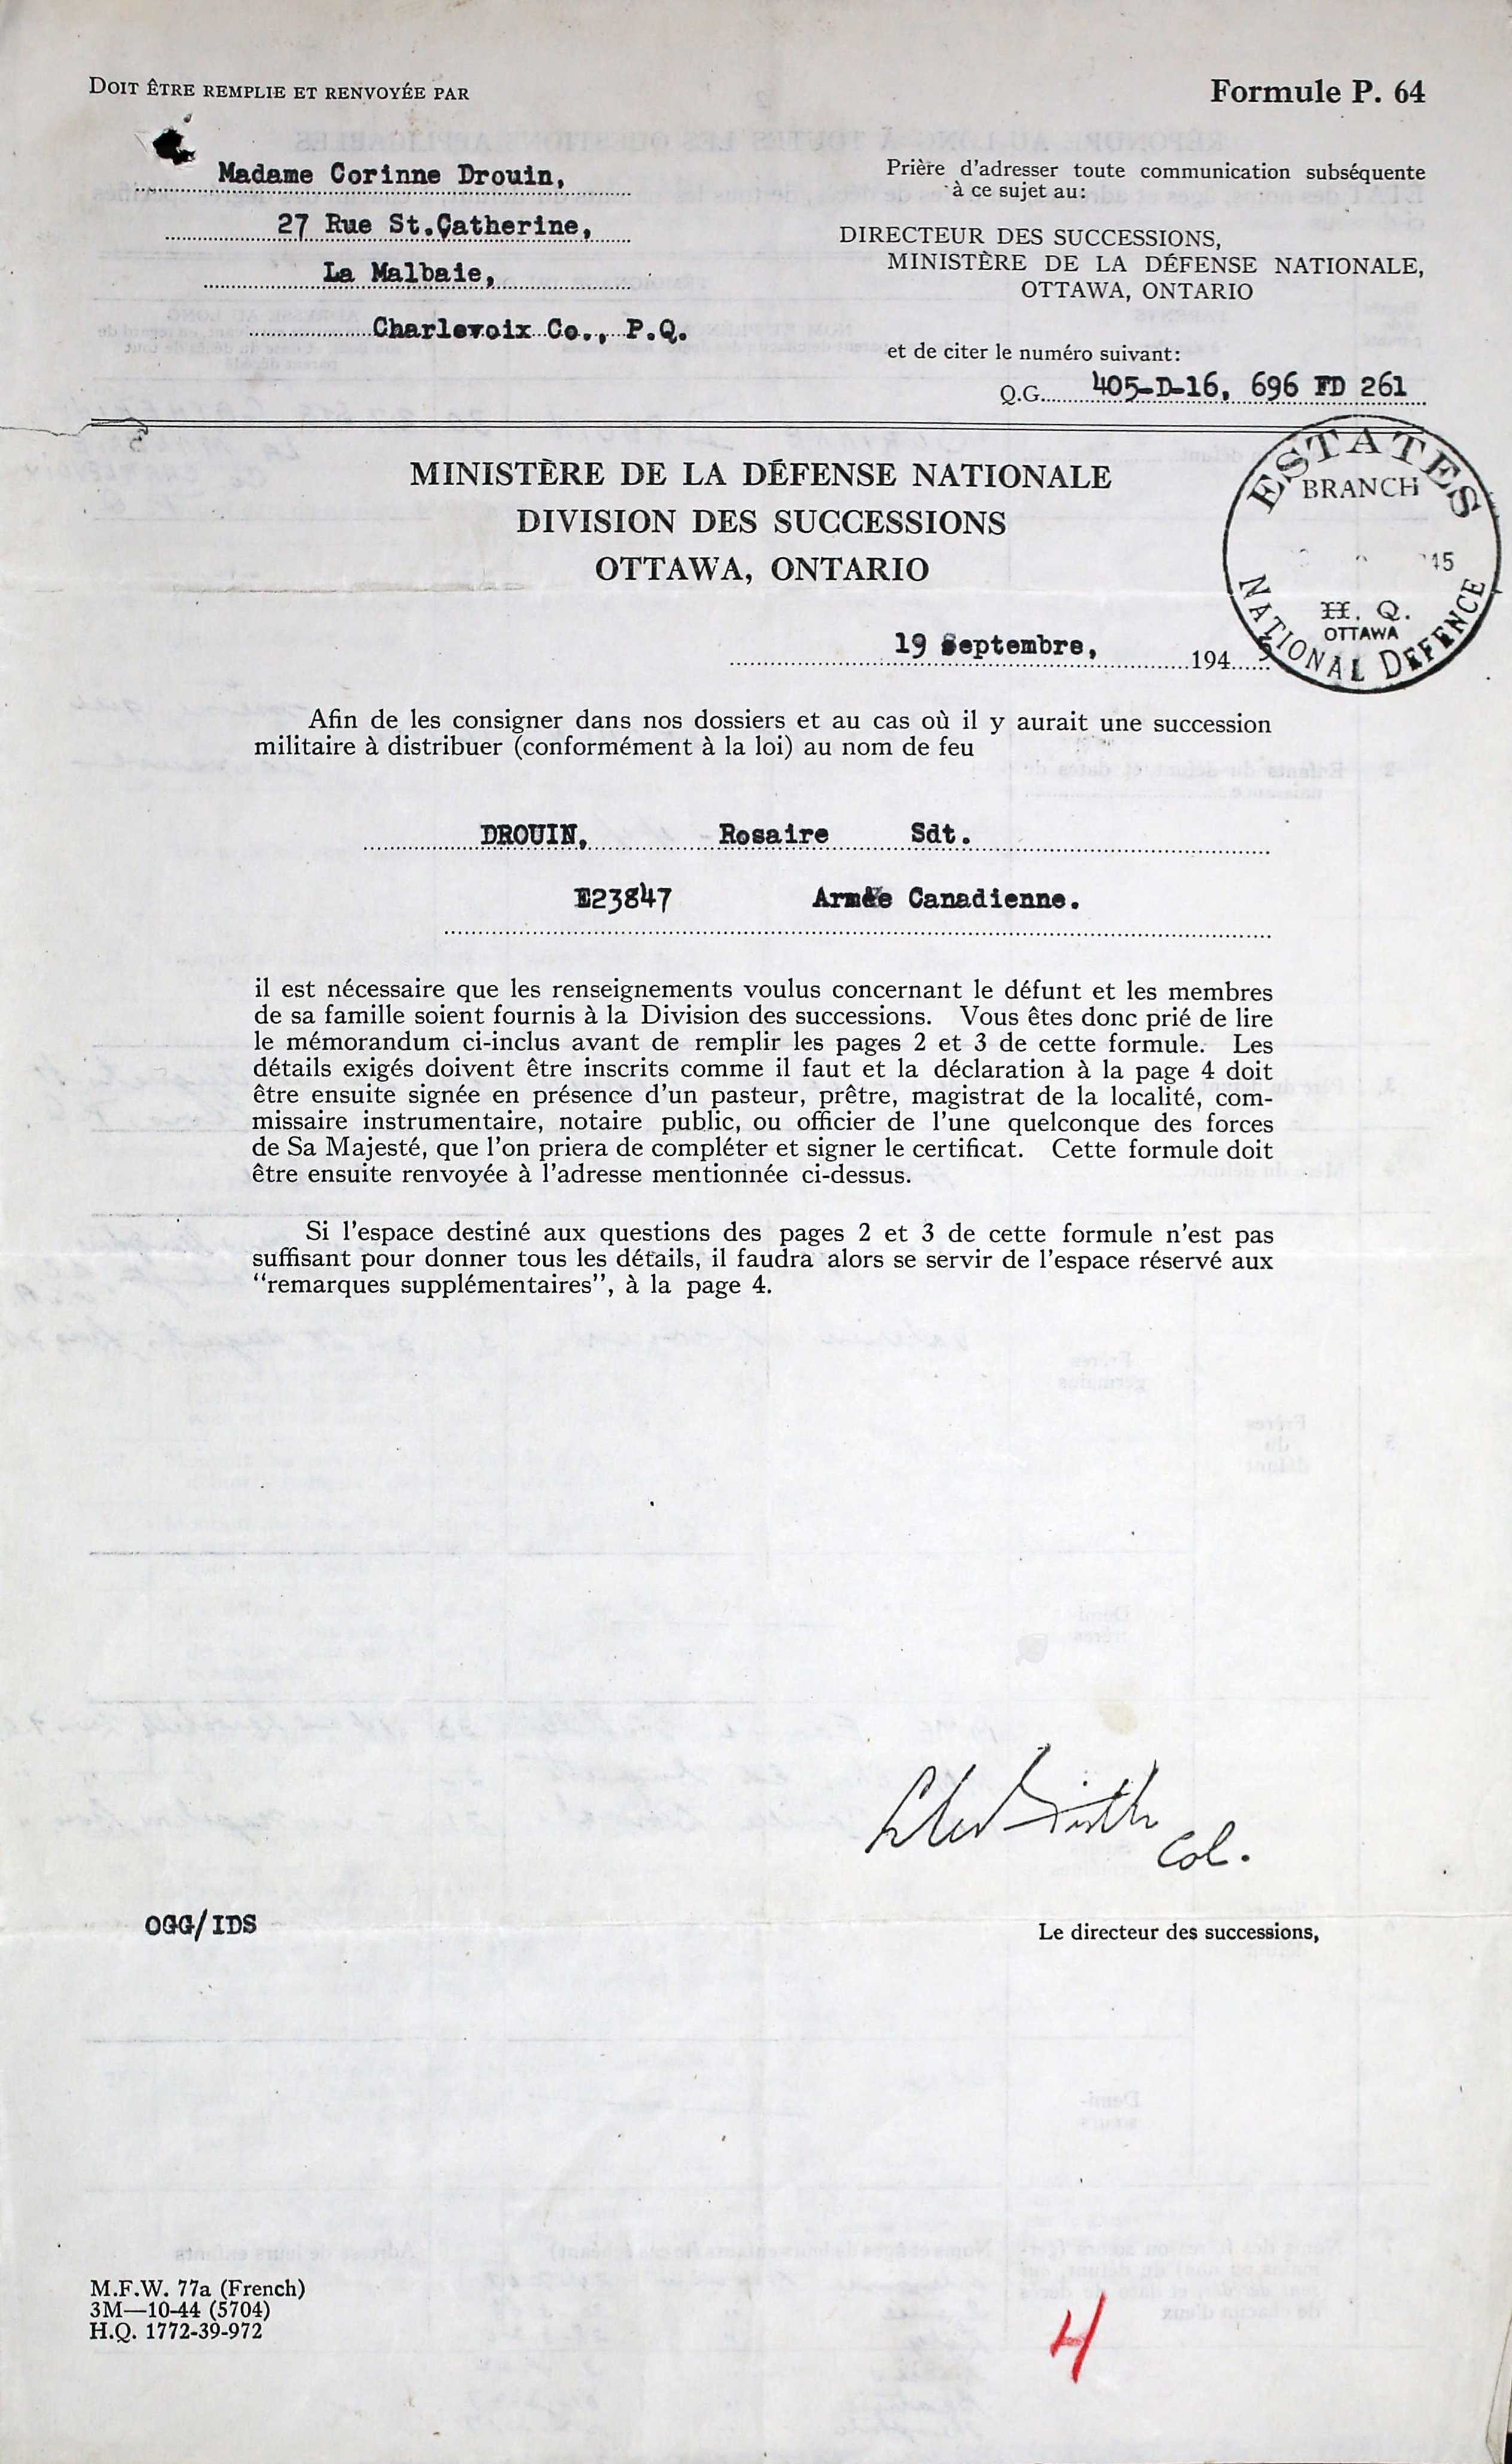 DOIT ÊTRE REMPLIE ET RENVOYÉE PAR
Formule P. 64
Madame Corinne Drouin,
27 Rue St.Catherine,
La Malbaie,
Charlevoix Co., P.Q.
Prière d'adresser toute communication subséquente
à ce sujet au:
DIRECTEUR DES SUCCESSIONS,
MINISTÈRE DE LA DÉFENSE NATIONALE,
OTTAWA, ONTARIO
et de citer le numéro suivant:
Q.G. 405-D-16, 696 FD 261
MINISTÈRE DE LA DÉFENSE NATIONALE
DIVISION DES SUCCESSIONS
OTTAWA, ONTARIO
ESTATES
BRANCH
'45
H. Q.
OTTAWA
NATIONAL DEFENCE
19 Septembre, 1945
Afin de les consigner dans nos dossiers et au cas où il y aurait une succession
militaire à distribuer (conformément à la loi) au nom de feu
DROUIN, Rosaire Sdt.
E23847 Armée Canadienne.
il est nécessaire que les renseignements voulus concernant le défunt et les membres
de sa famille soient fournis à la Division des successions. Vous êtes donc prié de lire
le mémorandum ci-inclus avant de remplir les pages 2 et 3 de cette formule. Les
détails exigés doivent être inscrits comme il faut et la déclaration à la page 4 doit
être ensuite signée en présence d'un pasteur, prêtre, magistrat de la localité, com-
missaire instrumentaire, notaire public, ou officier de l'une quelconque des forces
de Sa Majesté, que l'on priera de compléter et signer le certificat. Cette formule doit
être ensuite renvoyée à l'adresse mentionnée ci-dessus.
Si l'espace destiné aux questions des pages 2 et 3 de cette formule n'est pas
suffisant pour donner tous les détails, il faudra alors se servir de l'espace réservé aux
"remarques supplémentaires", à la page 4.
Col.
OGG/IDS
Le directeur des successions,
M.F.W. 77a (French)
3M—10-44 (5704)
H.Q. 1772-39-972
4